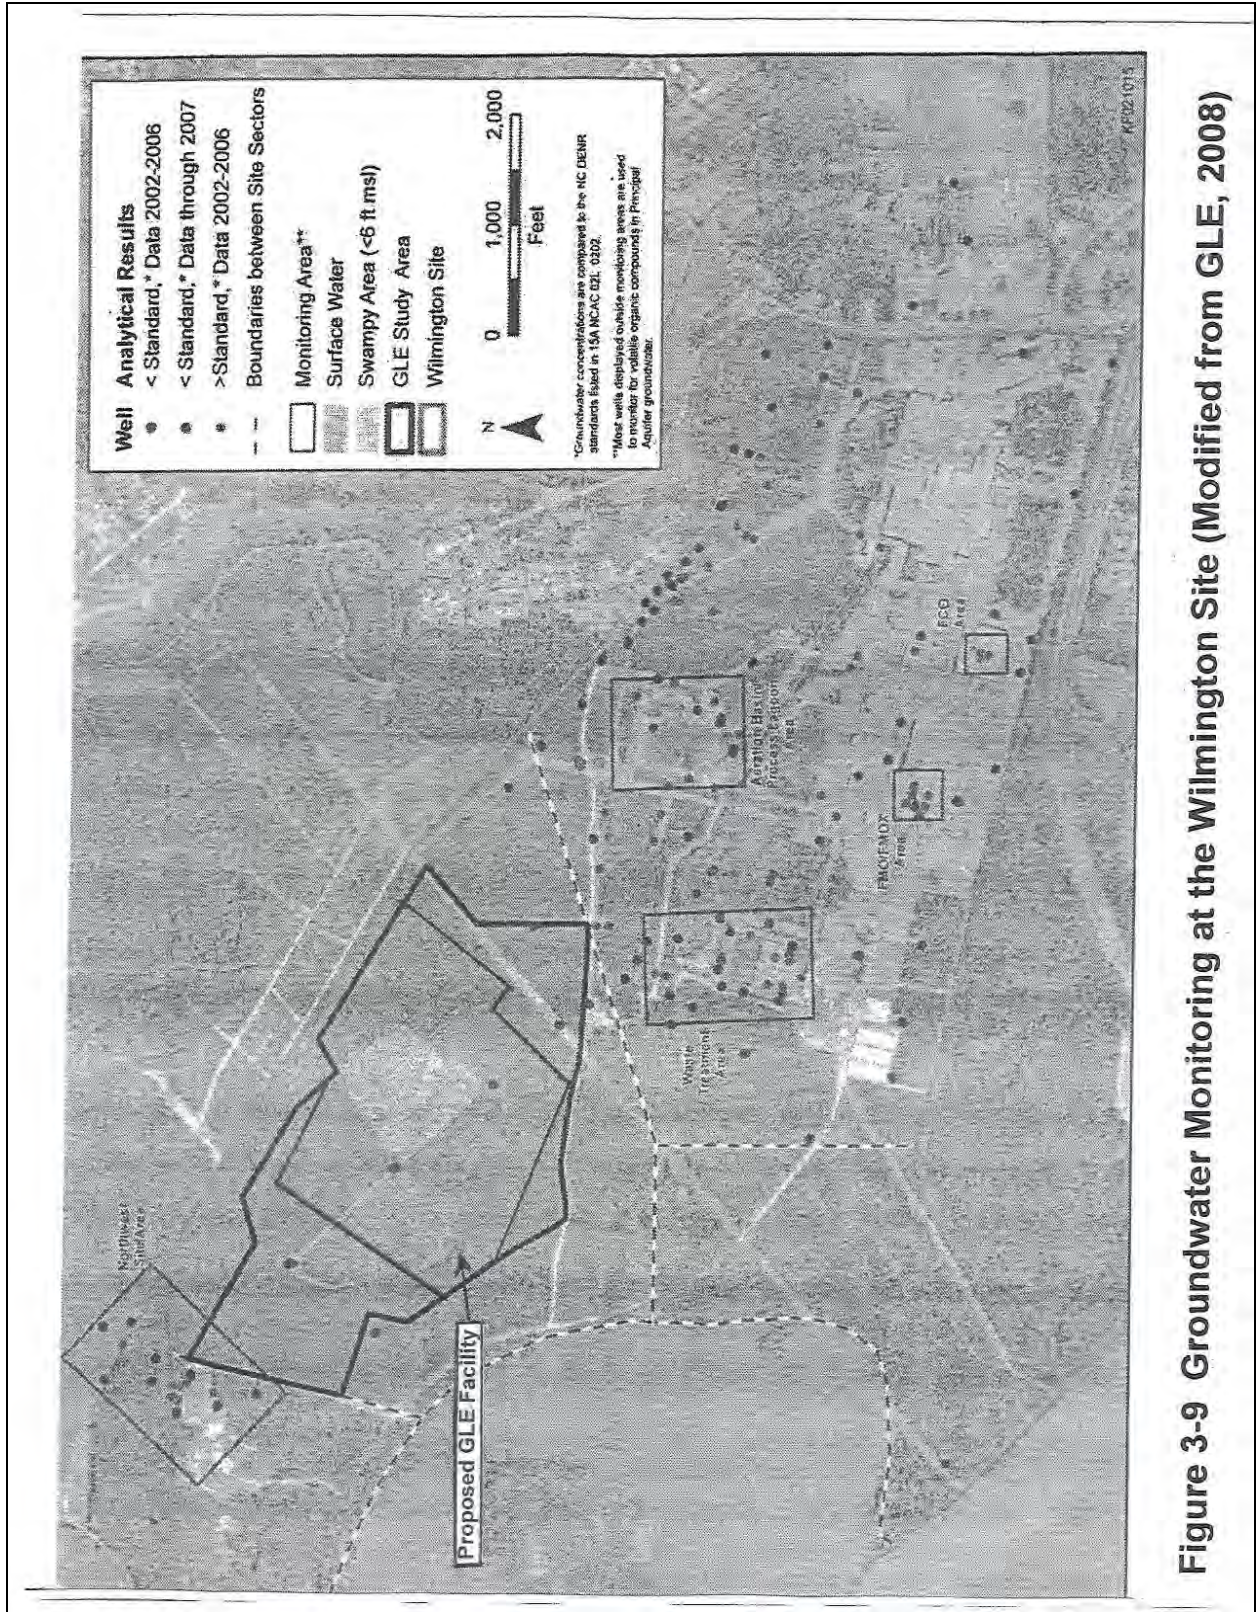 Well Analytical Results
< Standard,* Data 2002-2006
< Standard,* Data through 2007
>Standard,* Data 2002-2006
Boundaries between Site Sectors
Monitoring Area**
Surface Water
Swampy Area (<6 ft msl)
GLE Study Area
Wilmington Site
N
0 1,000 2,000
Feet
*Groundwater concentrations are compared to the NC DENR
standards listed in 15A NCAC 02L .0202.
**Most wells displayed outside monitoring areas are used
to monitor for volatile organic compounds in Principal
Aquifer groundwater.
Northwest
Site Area
Proposed GLE Facility
Waste
Treatment
Area
Aeration Basin/
Process Lagoon
Area
FMO/FMOX
Area
FCO
Area
KP021015
Figure 3-9 Groundwater Monitoring at the Wilmington Site (Modified from GLE, 2008)